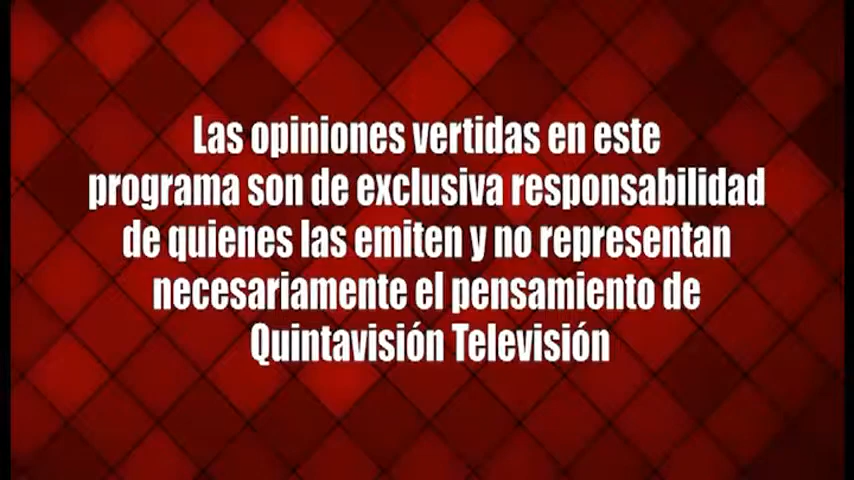 Las opiniones vertidas en este
programa son de exclusiva responsabilidad
de quienes las emiten y no representan
necesariamente el pensamiento de
Quintavisión Televisión